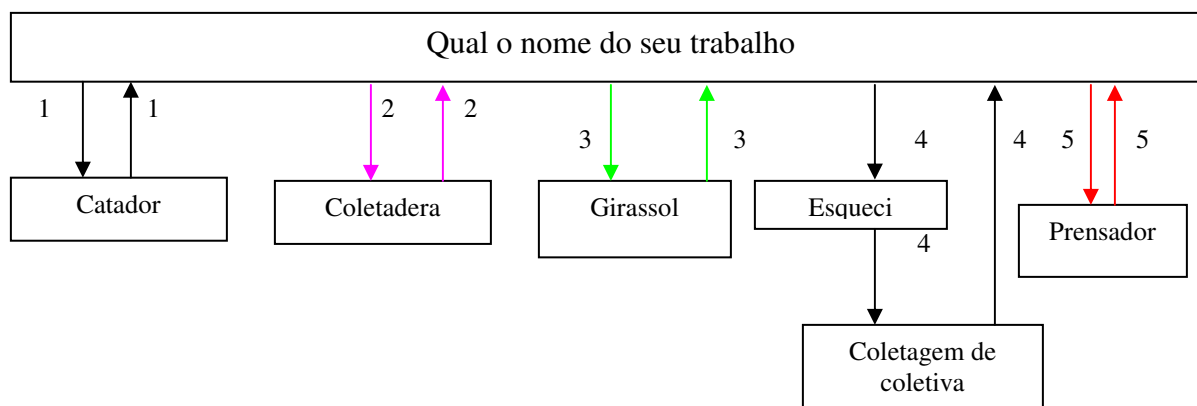 Qual o nome do seu trabalho
1
1
2
2
3
3
4
4
5
5
Catador
Coletadera
Girassol
Esqueci
Prensador
4
Coletagem de
coletiva